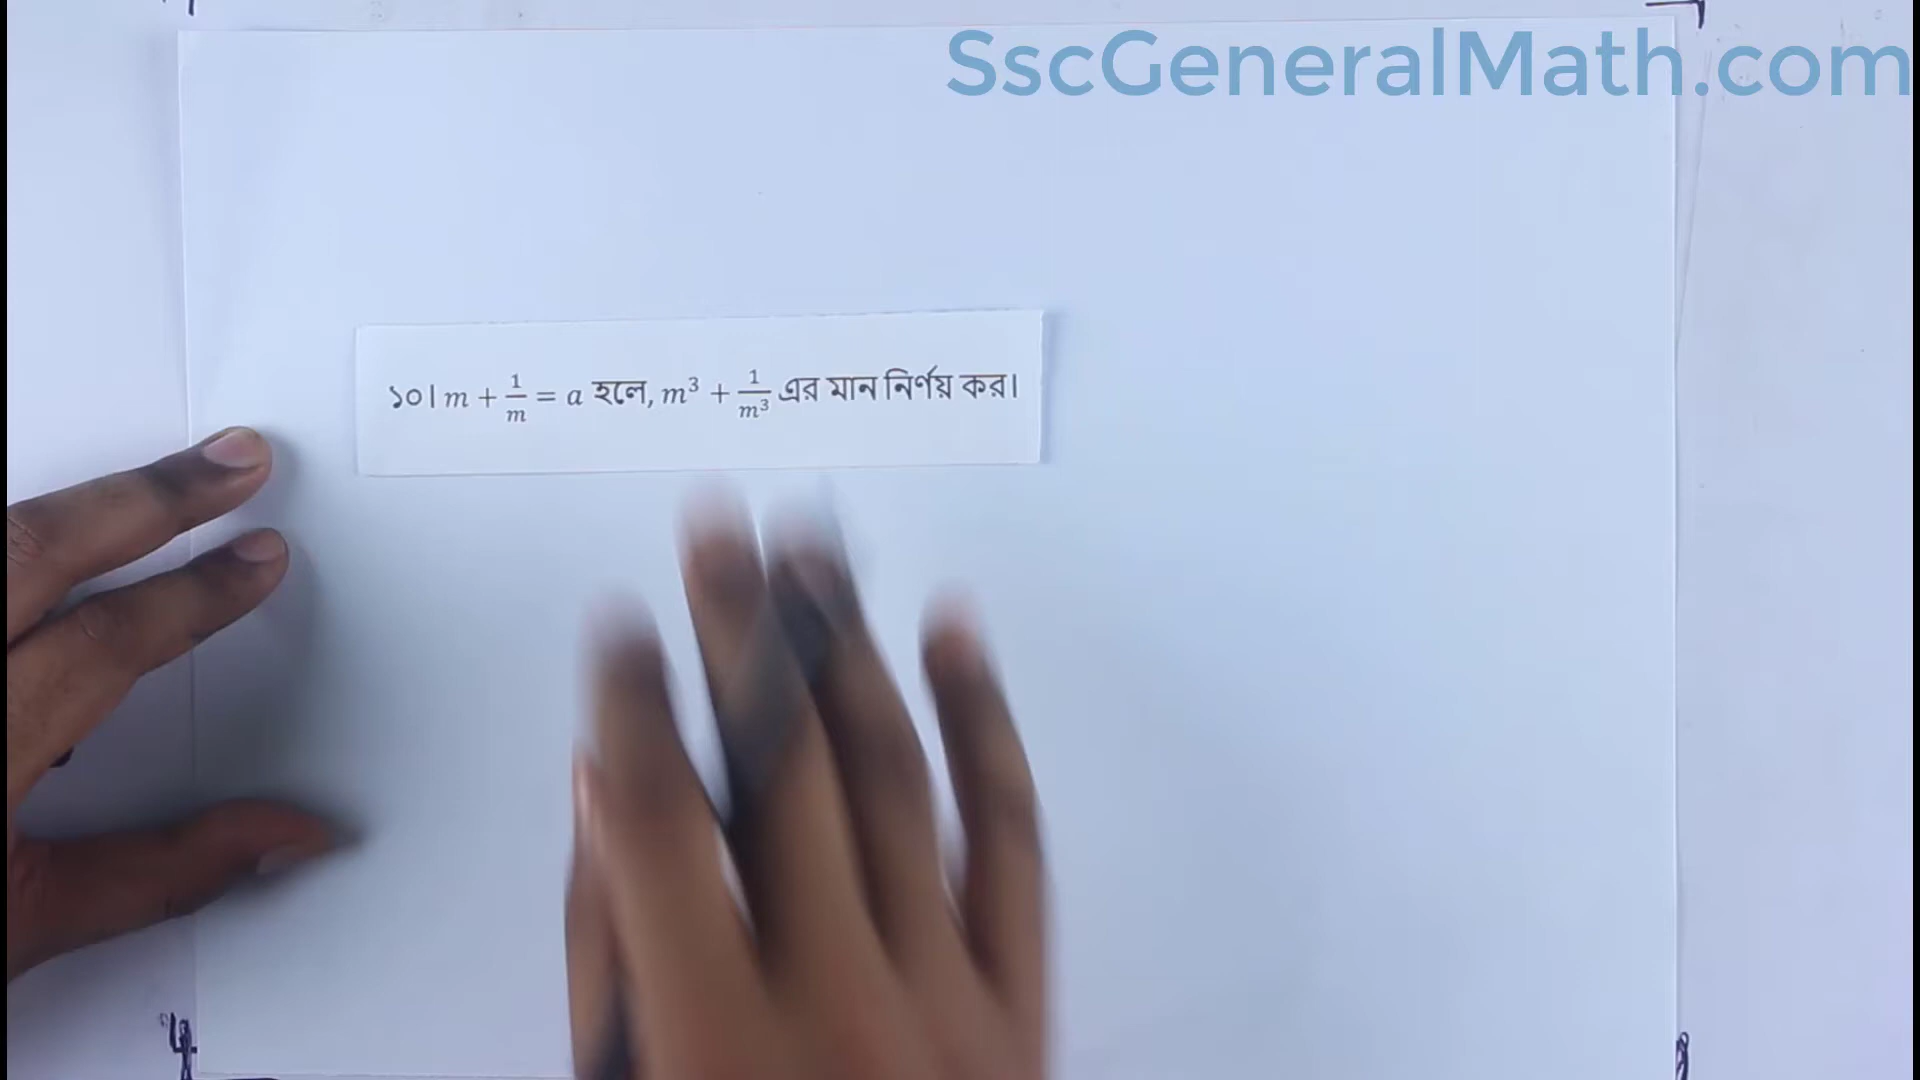 SscGeneralMath.com
১০। m + 1/m = a হলে, m³ + 1/m³ এর মান নির্ণয় কর।